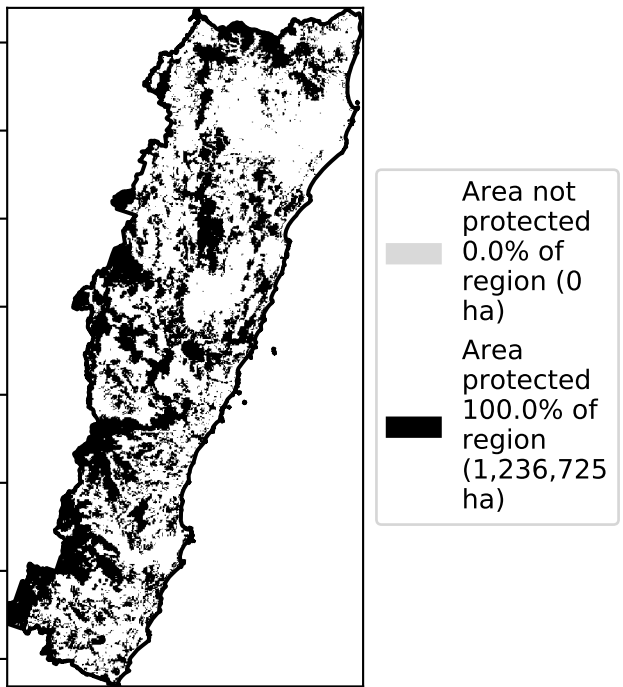 Area not
protected
0.0% of
region (0
ha)
Area
protected
100.0% of
region
(1,236,725
ha)